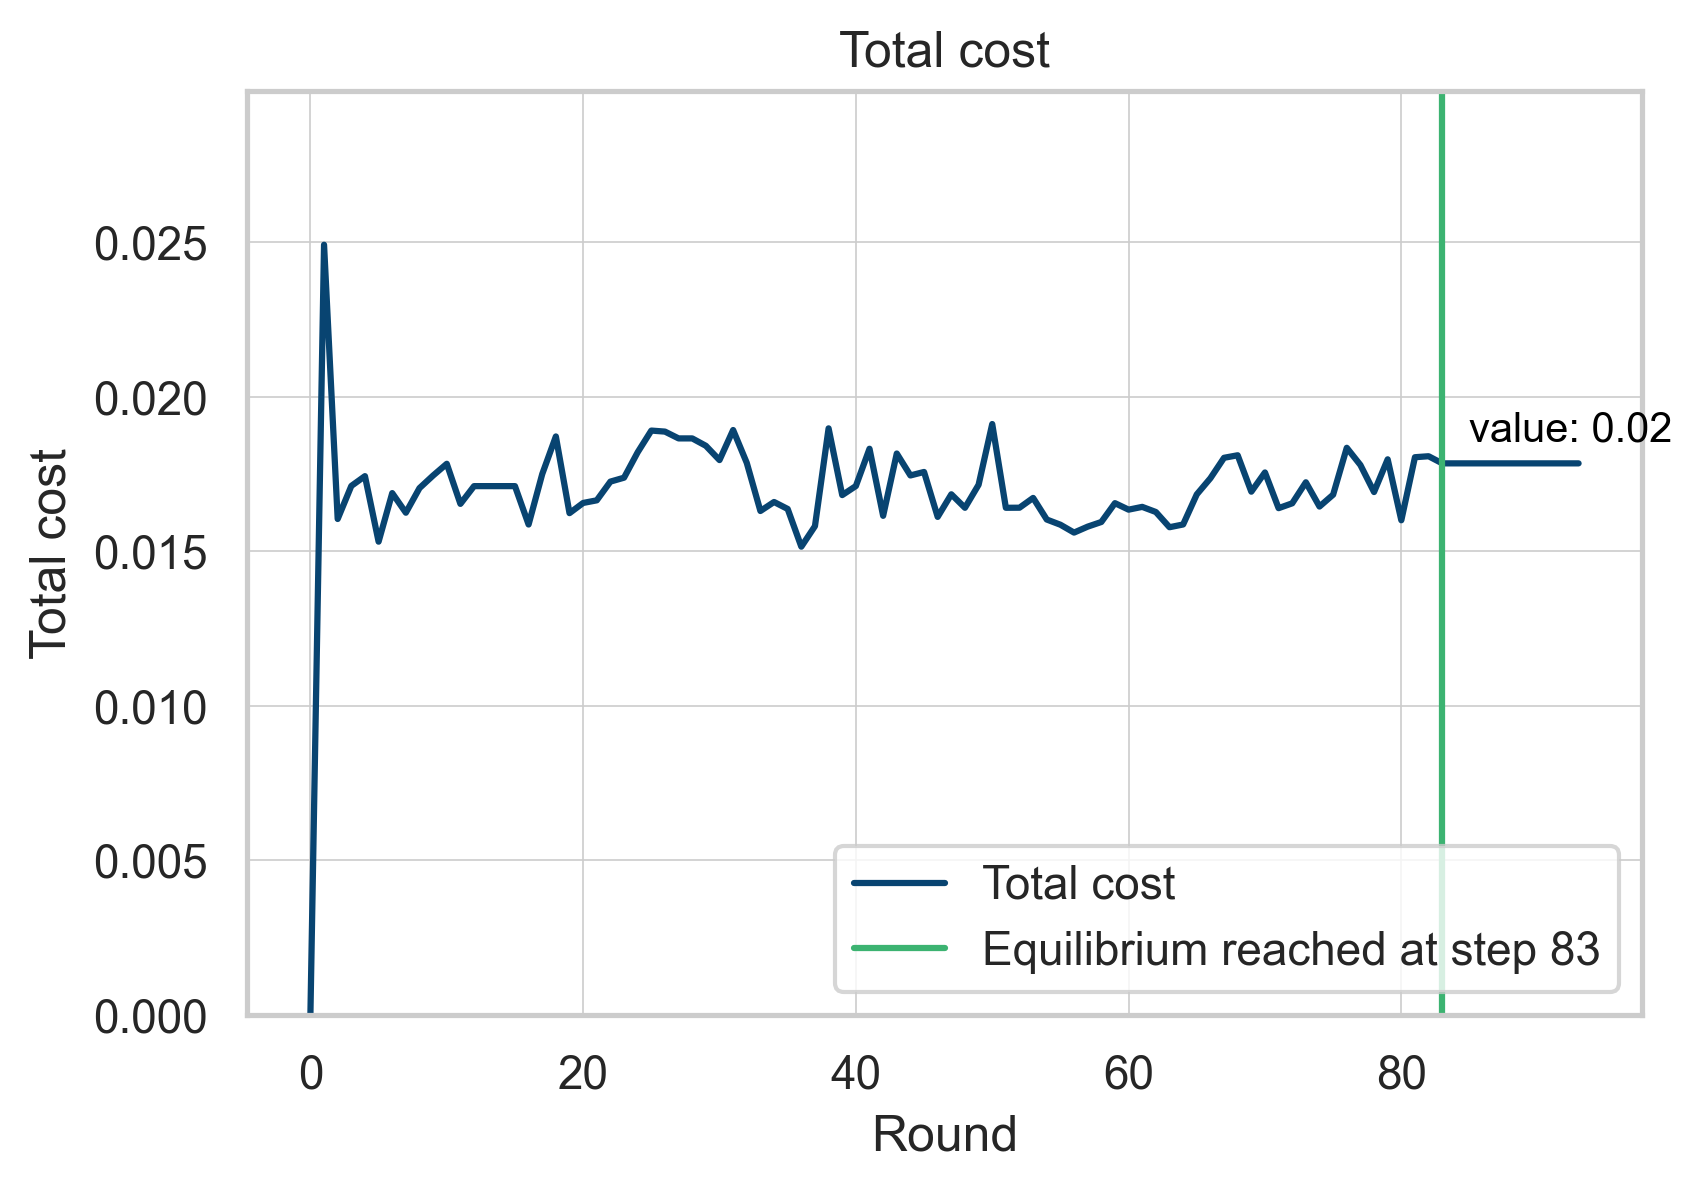 Total cost
0.025
0.020
0.015
0.010
0.005
0.000
Total cost
value: 0.02
Total cost
Equilibrium reached at step 83
0 20 40 60 80
Round